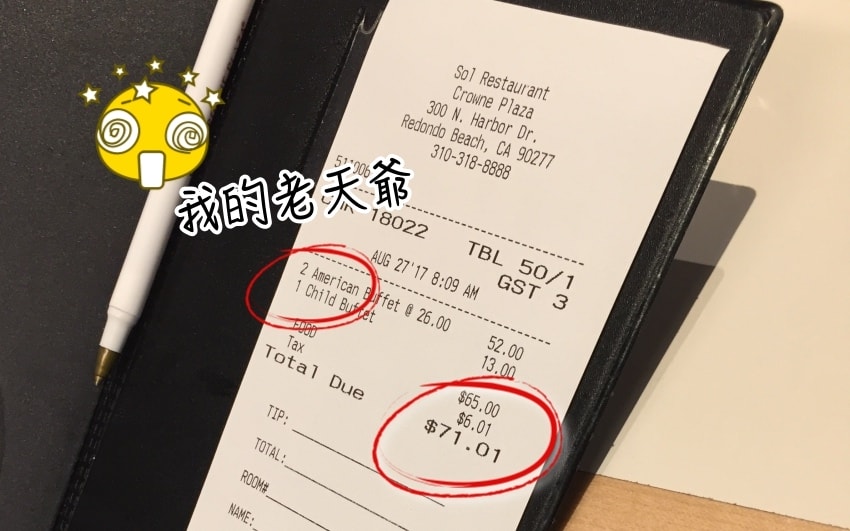 Sol Restaurant
Crowne Plaza
300 N. Harbor Dr.
Redondo Beach, CA 90277
310-318-8888
我的老天爺
18022 TBL 50/1
AUG 27'17 8:09 AM GST 3
2 American Buffet @ 26.00 52.00
1 Child Buffet 13.00
FOOD $65.00
Tax $6.01
Total Due $71.01
TIP:
TOTAL:
ROOM#
NAME: